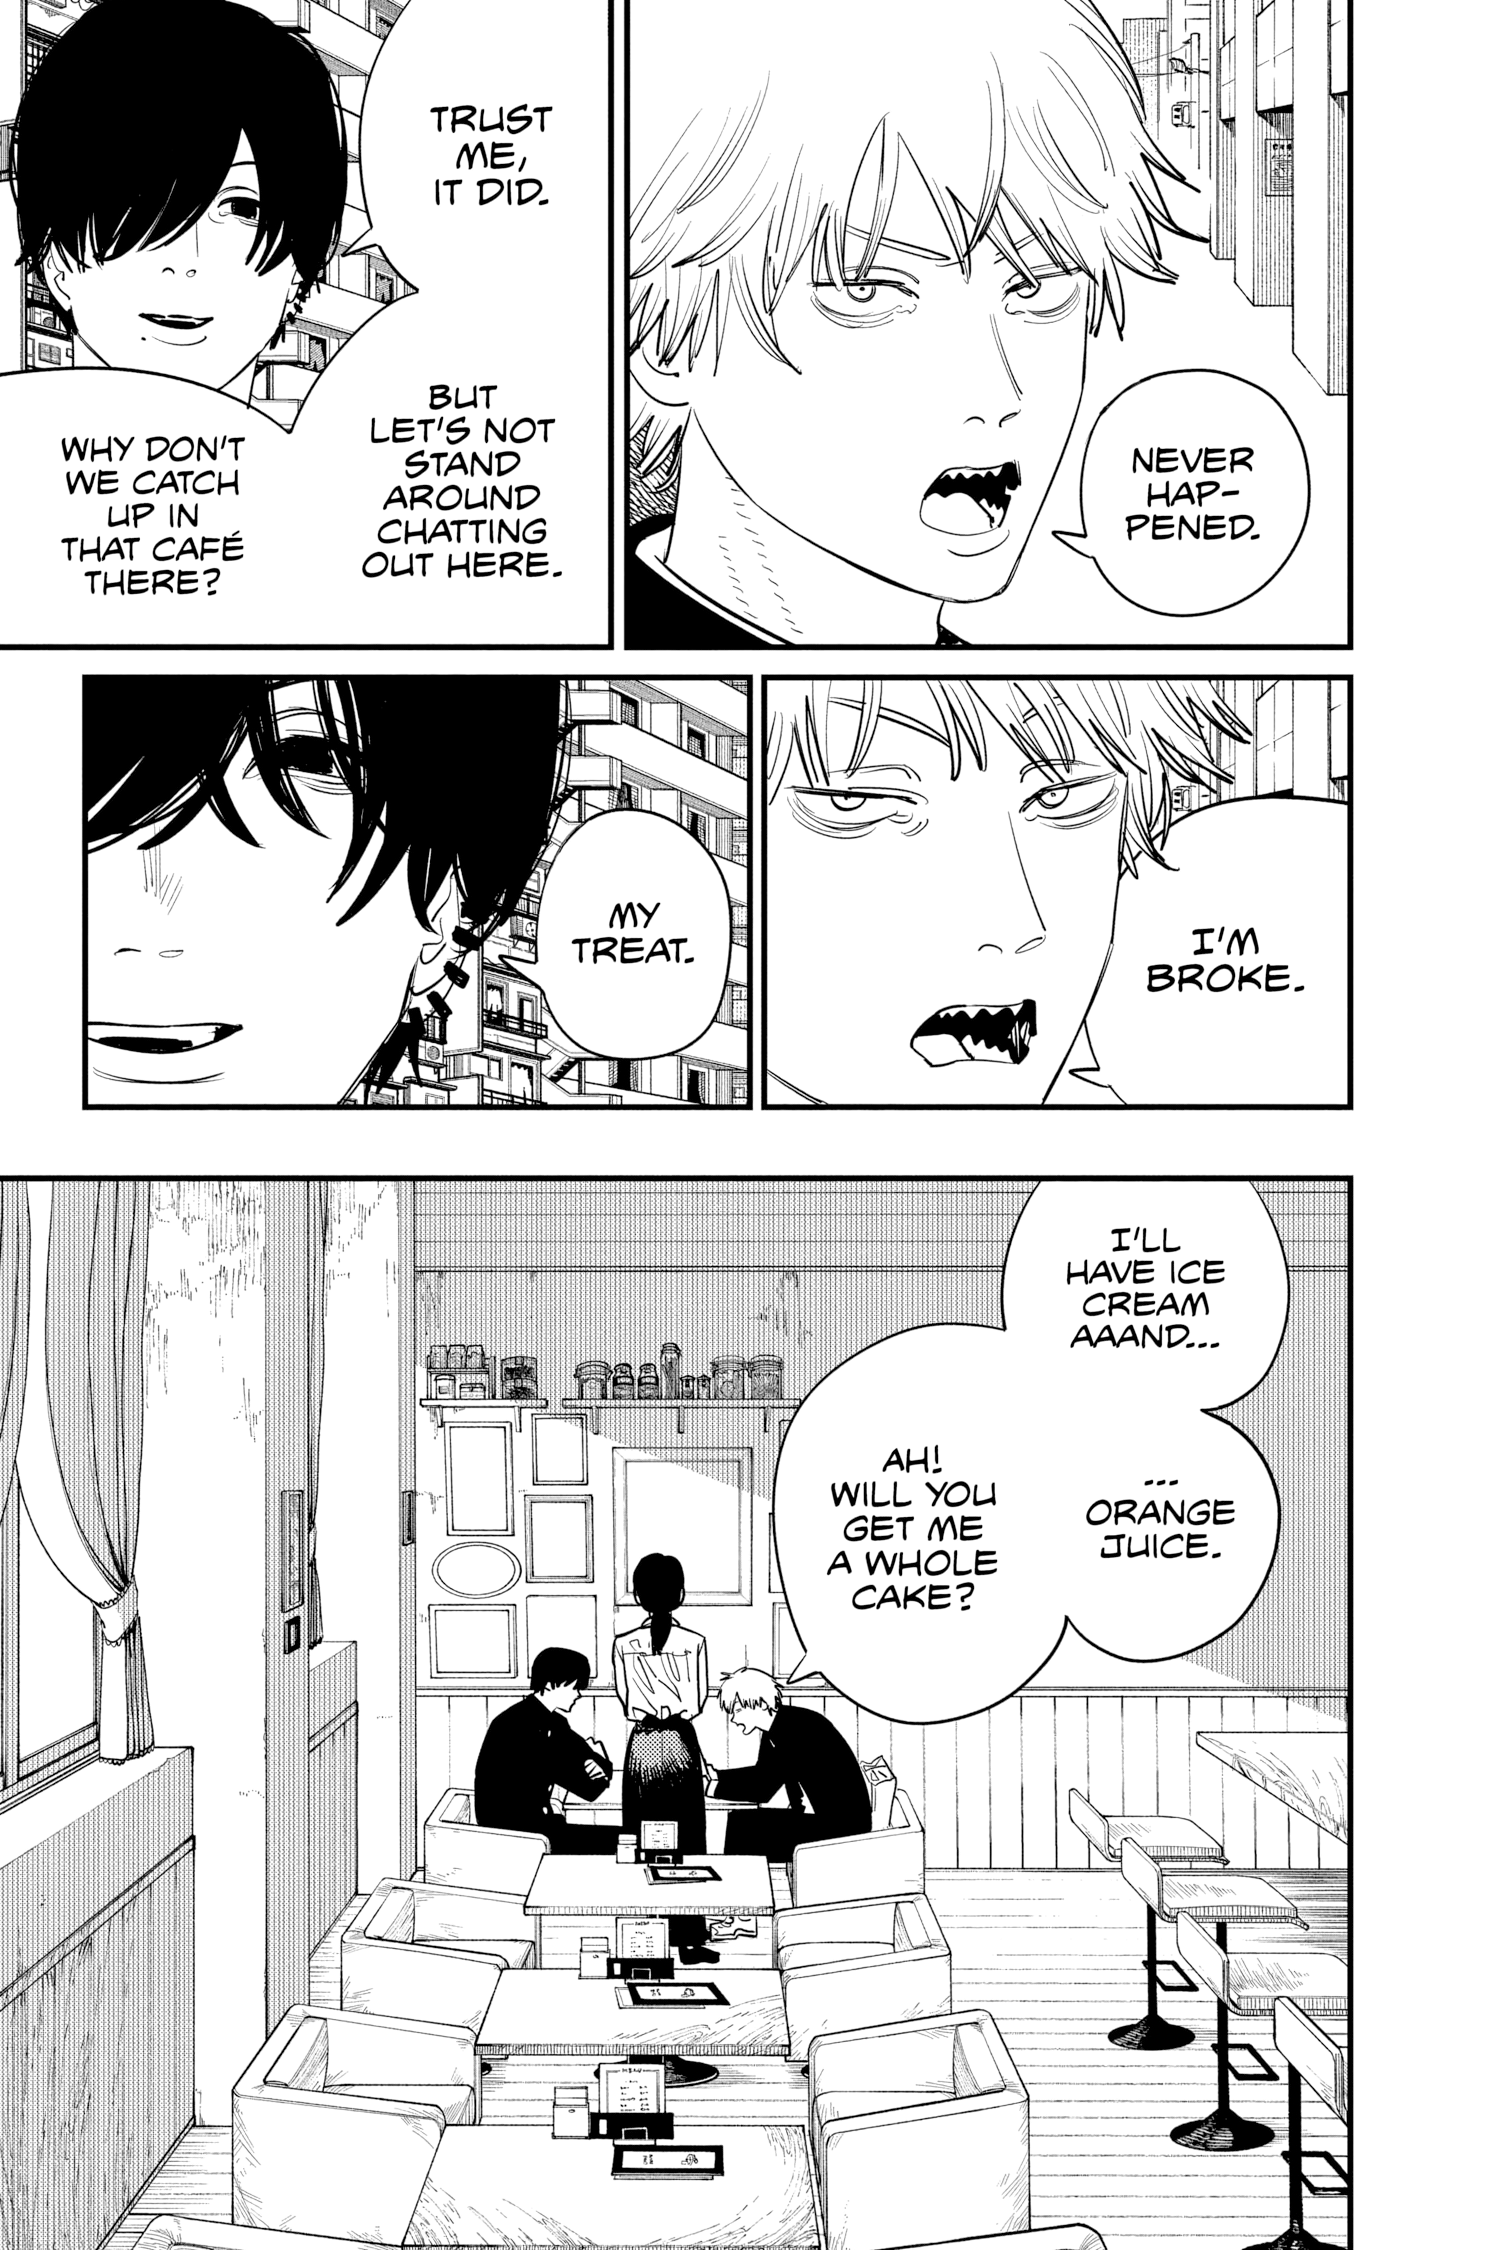 NEVER
HAP-
PENED.
TRUST
ME,
IT DID.
BUT
LET'S NOT
STAND
AROUND
CHATTING
OUT HERE.
WHY DON'T
WE CATCH
UP IN
THAT CAFÉ
THERE?
I'M
BROKE.
MY
TREAT.
I'LL
HAVE ICE
CREAM
AAAND...
...
ORANGE
JUICE.
AH!
WILL YOU
GET ME
A WHOLE
CAKE?